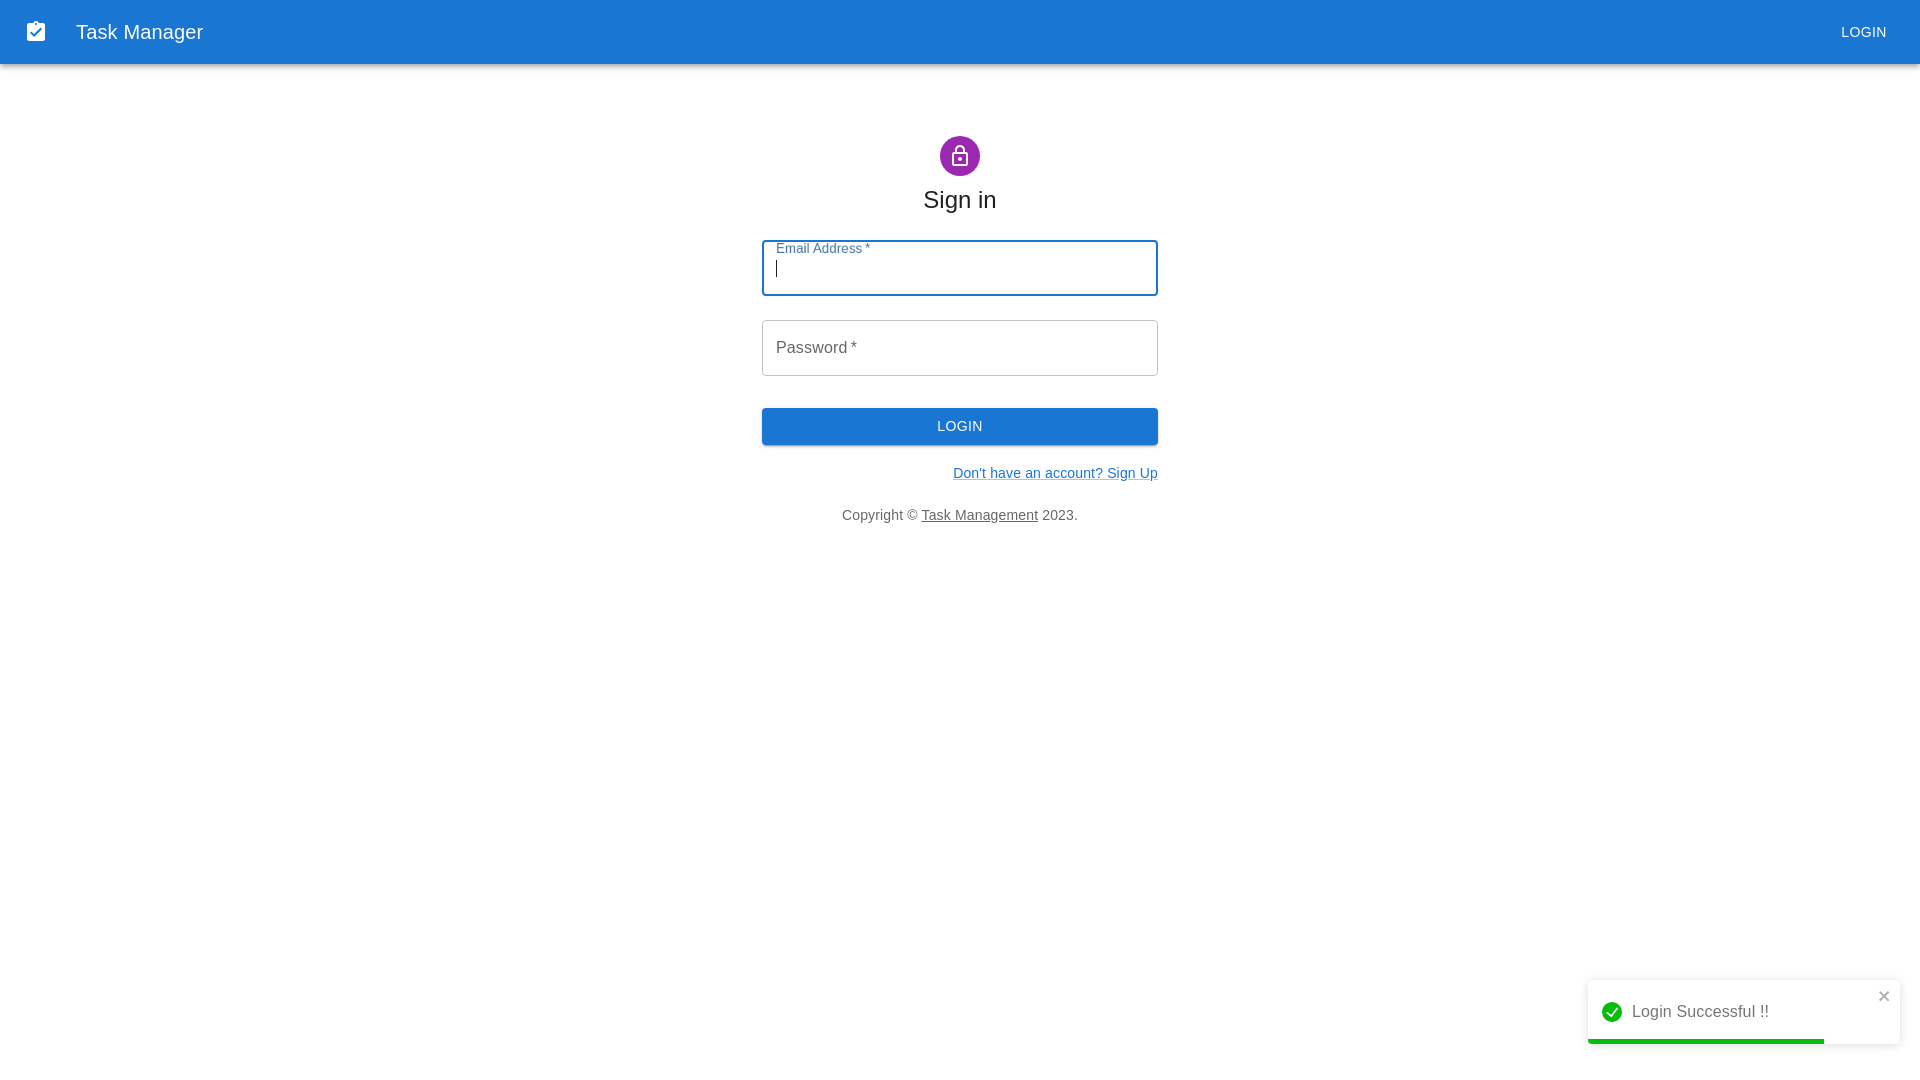 Task Manager
LOGIN
Sign in
Email Address *
Password *
LOGIN
Don't have an account? Sign Up
Copyright © Task Management 2023.
Login Successful !!